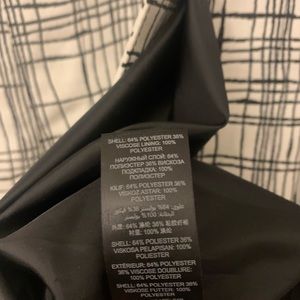 SHELL: 64% POLYESTER 36%
VISCOSE LINING: 100%
POLYESTER
НАРУЖНЫЙ СЛОЙ: 64%
ПОЛИЭСТЕР 36% ВИСКОЗА
ПОДКЛАДКА: 100%
ПОЛИЭСТЕР
KILIF: 64% POLYESTER 36%
VISKOZ ASTAR: 100%
POLYESTER
SHELL: 64% POLIESTER 36%
VISKOSA PELAPISAN: 100%
POLIESTER
EXTÉRIEUR: 64% POLYESTER
36% VISCOSE DOUBLURE:
100% POLYESTER
SHELL: 64% POLYESTER 36%
VISKOSE FUTTER: 100%
POLYESTER